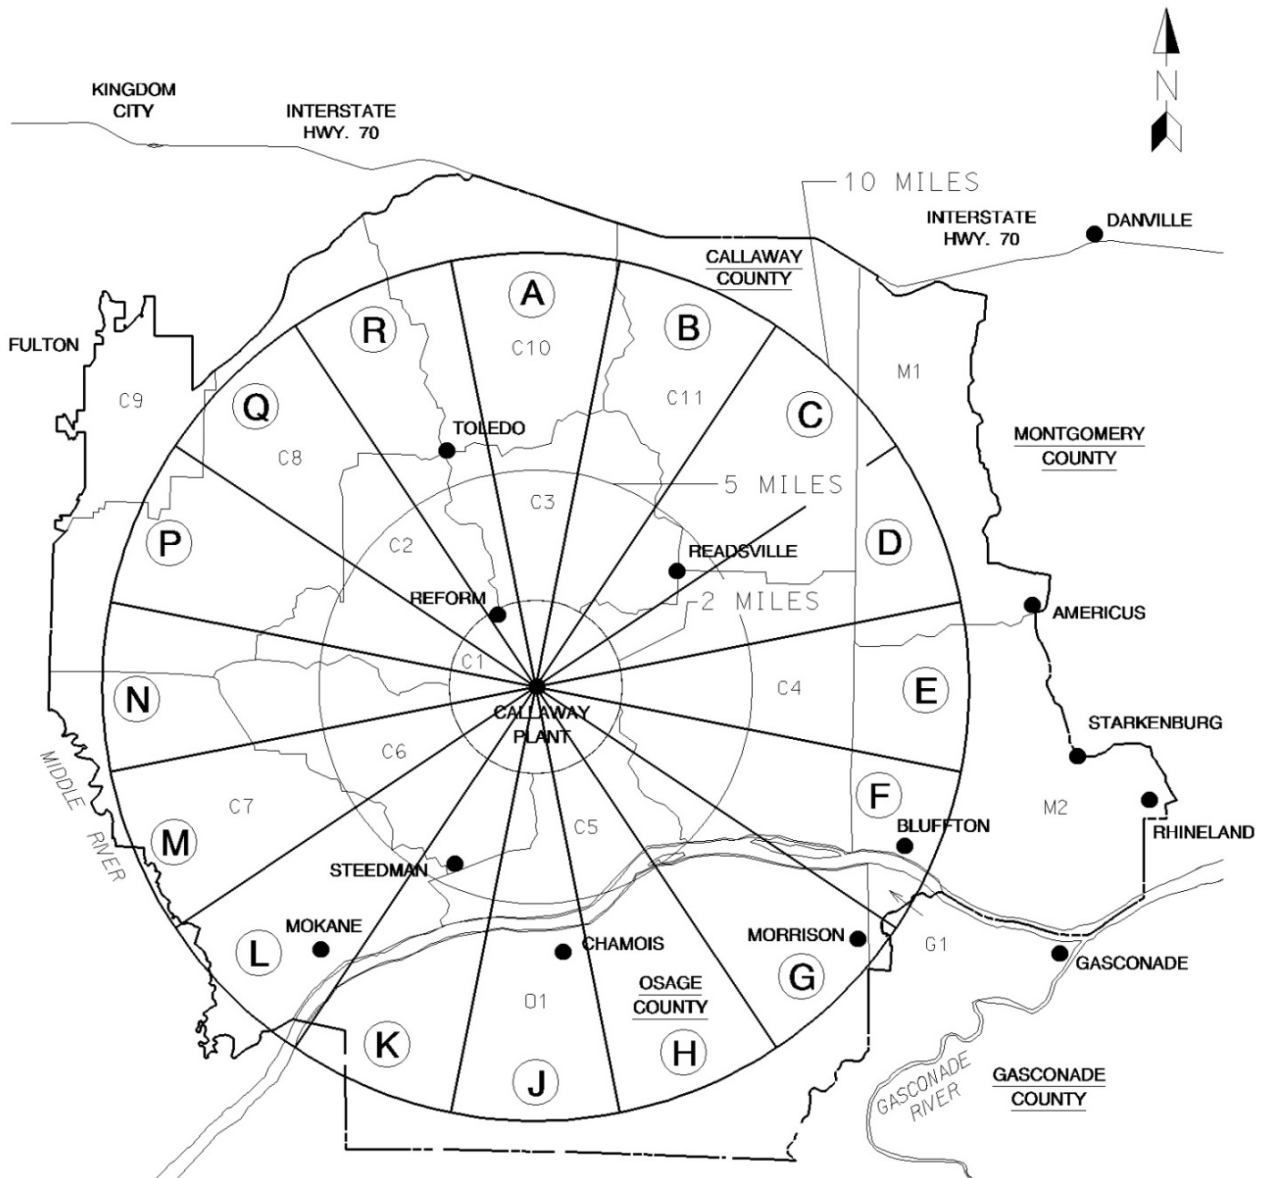 KINGDOM
CITY
INTERSTATE
HWY. 70
N
10 MILES
INTERSTATE
HWY. 70
DANVILLE
CALLAWAY
COUNTY
A
R
B
FULTON
C10
M1
C9
Q
C11
C
TOLEDO
MONTGOMERY
COUNTY
C8
5 MILES
C3
P
C2
D
READSVILLE
REFORM
2 MILES
AMERICUS
C1
N
C4
E
CALLAWAY
PLANT
STARKENBURG
C6
MIDDLE RIVER
C7
F
M2
C5
M
BLUFFTON
RHINELAND
STEEDMAN
MOKANE
L
CHAMOIS
MORRISON
G1
GASCONADE
G
OSAGE
COUNTY
O1
K
H
J
GASCONADE
RIVER
GASCONADE
COUNTY